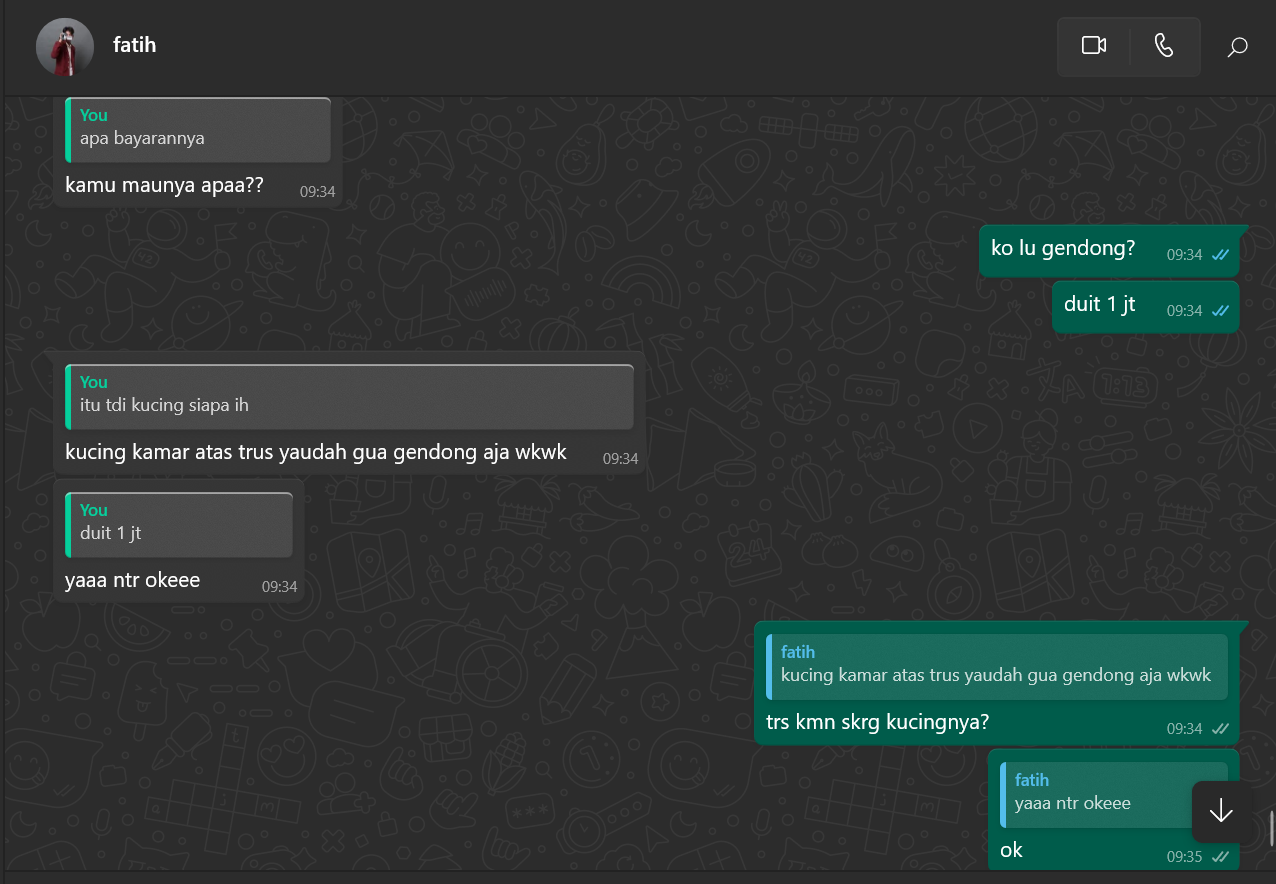 fatih
You
apa bayarannya
kamu maunya apaa??
09:34
ko lu gendong?
09:34
duit 1 jt
09:34
You
itu tdi kucing siapa ih
kucing kamar atas trus yaudah gua gendong aja wkwk
09:34
You
duit 1 jt
yaaa ntr okeee
09:34
fatih
kucing kamar atas trus yaudah gua gendong aja wkwk
trs kmn skrg kucingnya?
09:34
fatih
yaaa ntr okeee
ok
09:35